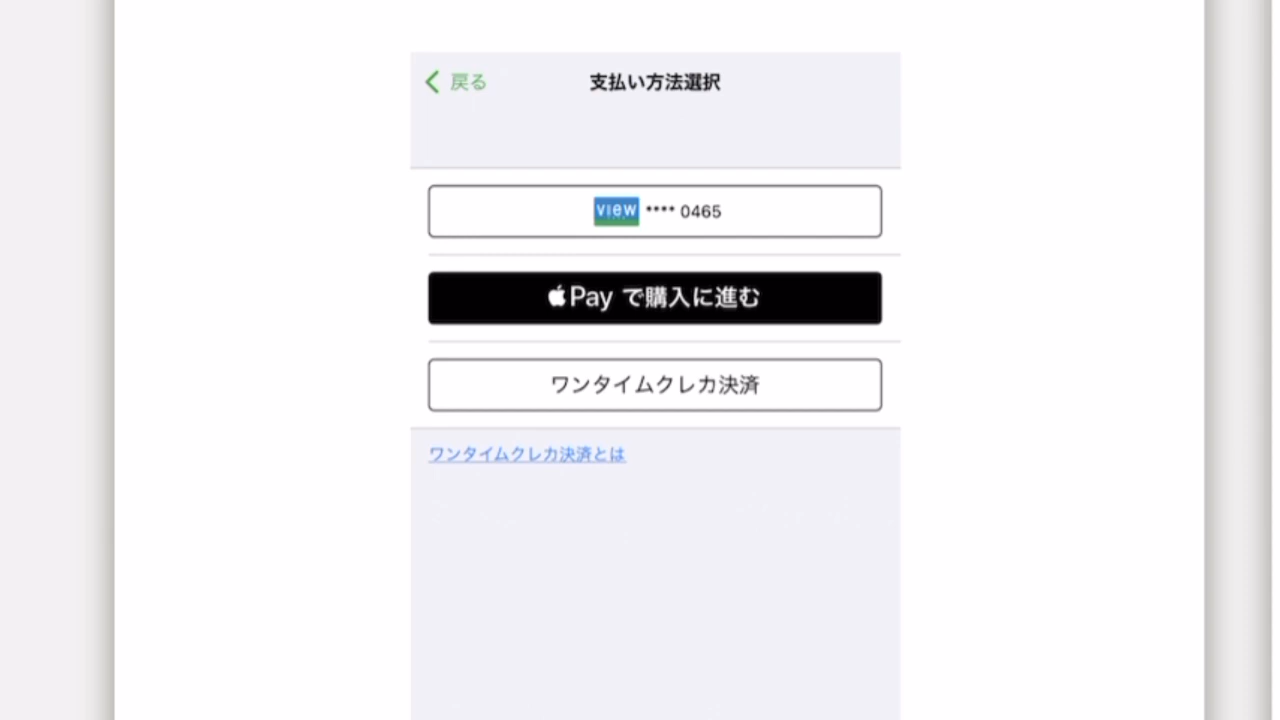 戻る
支払い方法選択
VIEW **** 0465
Pay で購入に進む
ワンタイムクレカ決済
ワンタイムクレカ決済とは